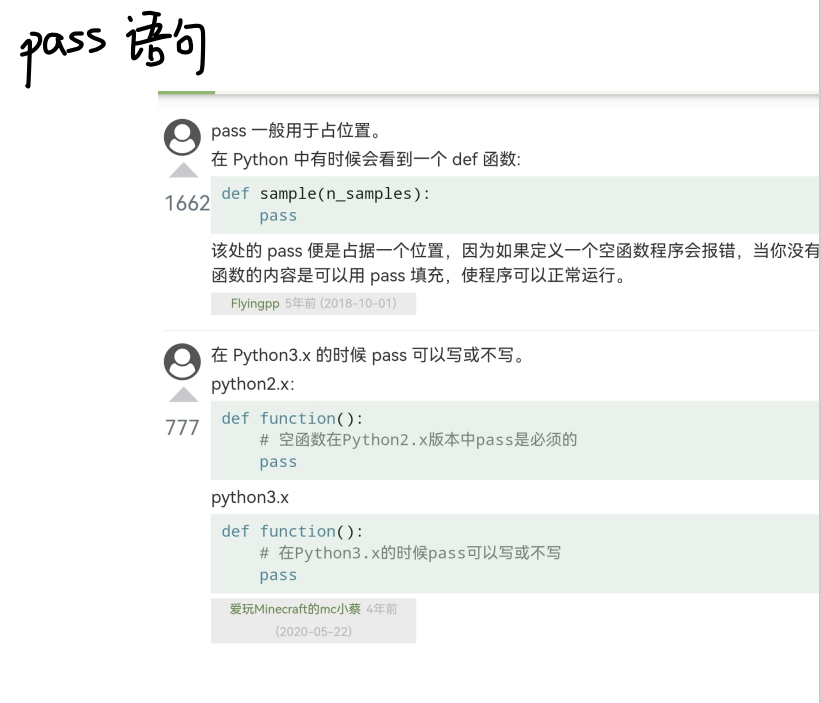 pass 语句
pass 一般用于占位置。
在 Python 中有时候会看到一个 def 函数:
def sample(n_samples):
    pass
1662
该处的 pass 便是占据一个位置，因为如果定义一个空函数程序会报错，当你没有
函数的内容是可以用 pass 填充，使程序可以正常运行。
Flyingpp 5年前 (2018-10-01)
在 Python3.x 的时候 pass 可以写或不写。
python2.x:
777
def function():
    # 空函数在Python2.x版本中pass是必须的
    pass
python3.x
def function():
    # 在Python3.x的时候pass可以写或不写
    pass
爱玩Minecraft的mc小蔡 4年前
(2020-05-22)